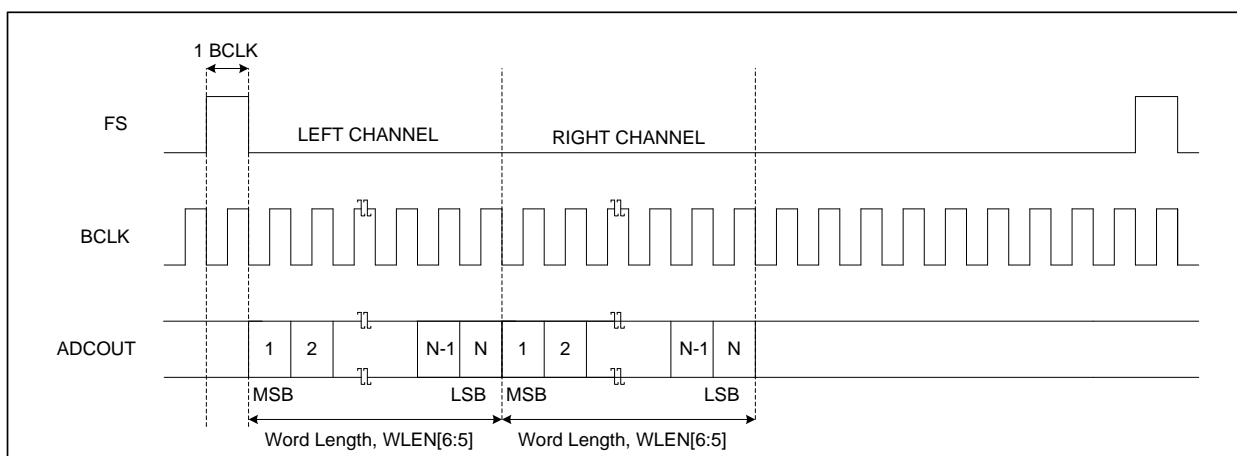 1 BCLK
FS
LEFT CHANNEL
RIGHT CHANNEL
BCLK
ADCOUT
1 2 N-1 N 1 2 N-1 N
MSB LSB MSB LSB
Word Length, WLEN[6:5] Word Length, WLEN[6:5]